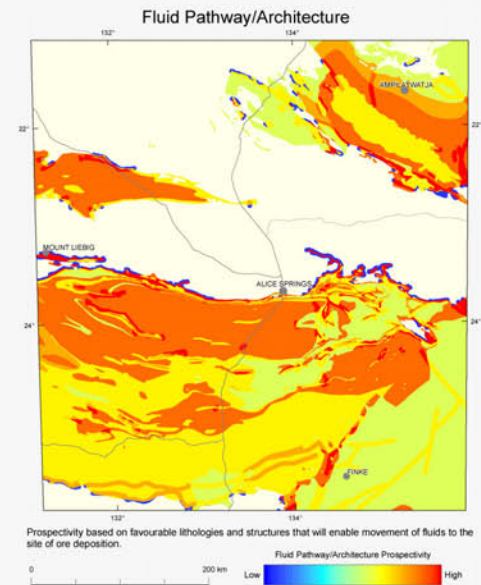 Fluid Pathway/Architecture
132°
134°
AMPILATWATJA
22°
22°
MOUNT LIEBIG
ALICE SPRINGS
24°
24°
FINKE
132°
134°
Prospectivity based on favourable lithologies and structures that will enable movement of fluids to the
site of ore deposition.
Fluid Pathway/Architecture Prospectivity
0
200 km
Low
High